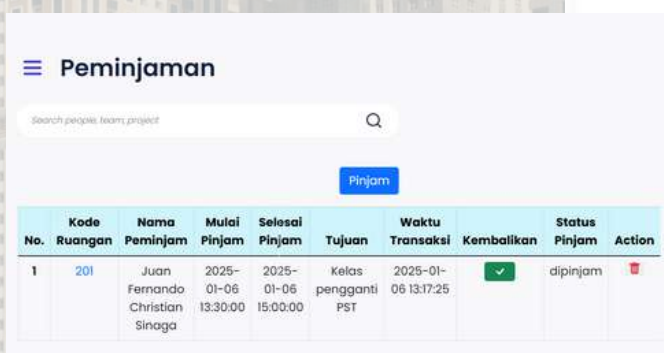 Peminjaman
Search people, team, project
Pinjam
No. Kode Ruangan Nama Peminjam Mulai Pinjam Selesai Pinjam Tujuan Waktu Transaksi Kembalikan Status Pinjam Action
1 201 Juan Fernando Christian Sinaga 2025-01-06 13:30:00 2025-01-06 15:00:00 Kelas pengganti PST 2025-01-06 13:17:25 dipinjam